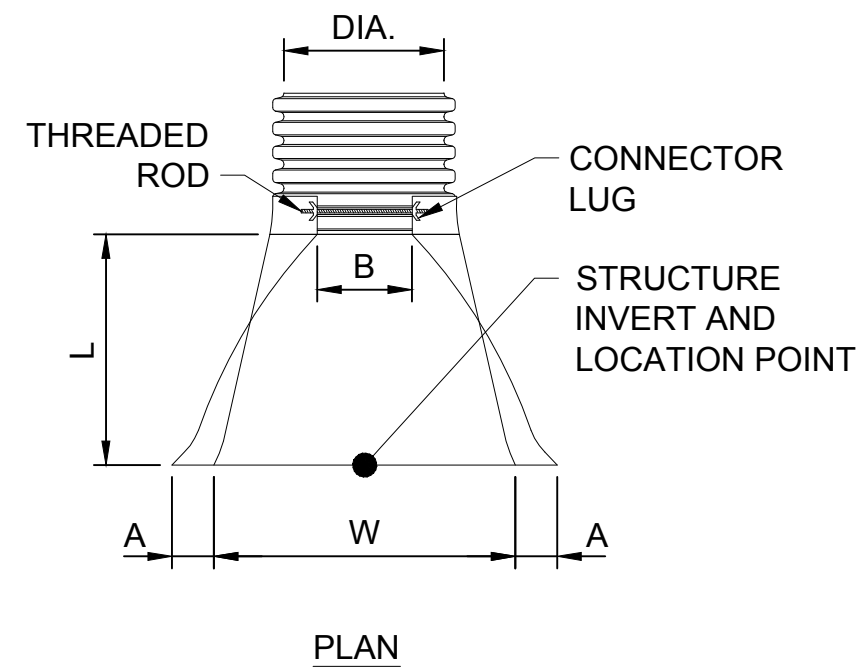 DIA.
THREADED
ROD
CONNECTOR
LUG
B
STRUCTURE
INVERT AND
LOCATION POINT
L
A
W
A
PLAN